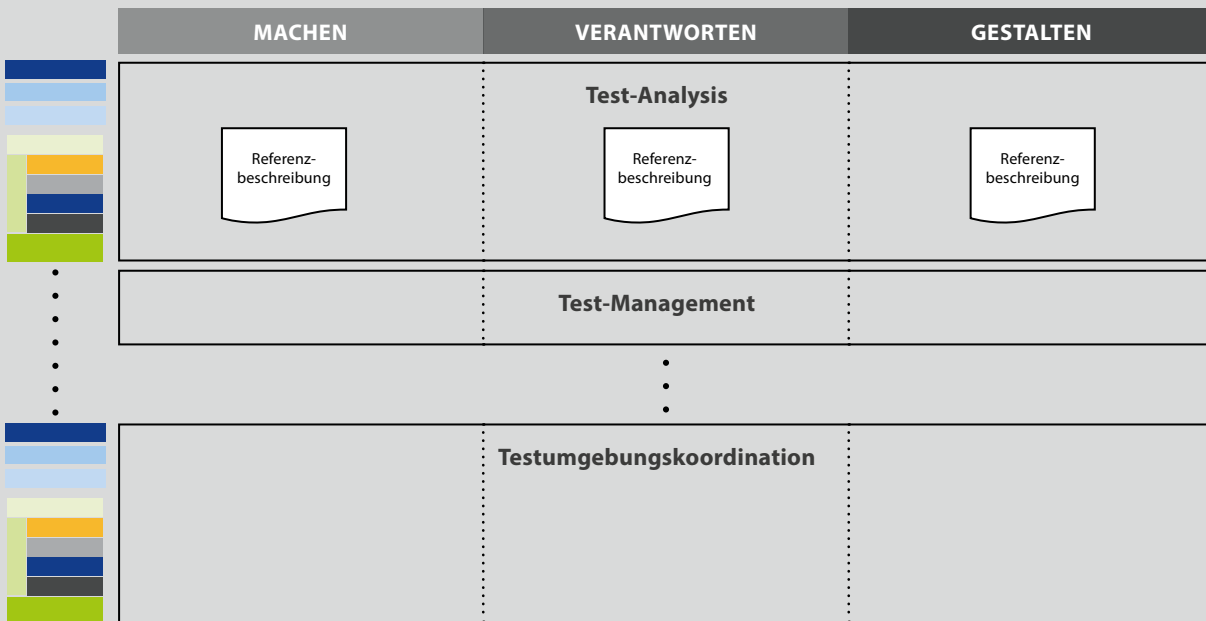 MACHEN
VERANTWORTEN
GESTALTEN
Test-Analysis
Referenz-
beschreibung
Referenz-
beschreibung
Referenz-
beschreibung
Test-Management
Testumgebungskoordination